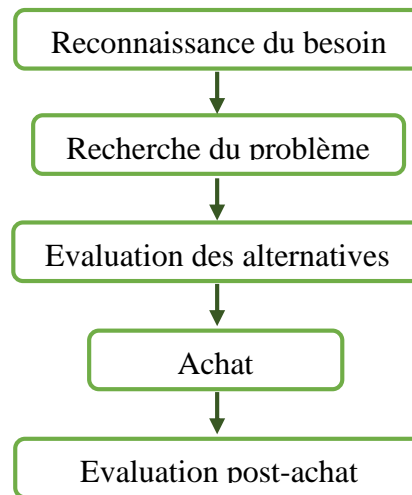 Reconnaissance du besoin
Recherche du problème
Evaluation des alternatives
Achat
Evaluation post-achat